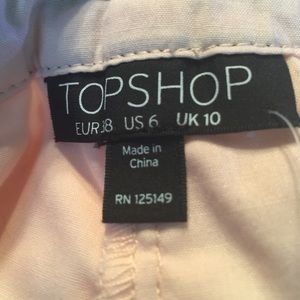 TOPSHOP
EUR 38 US 6 UK 10
Made in
China
RN 125149